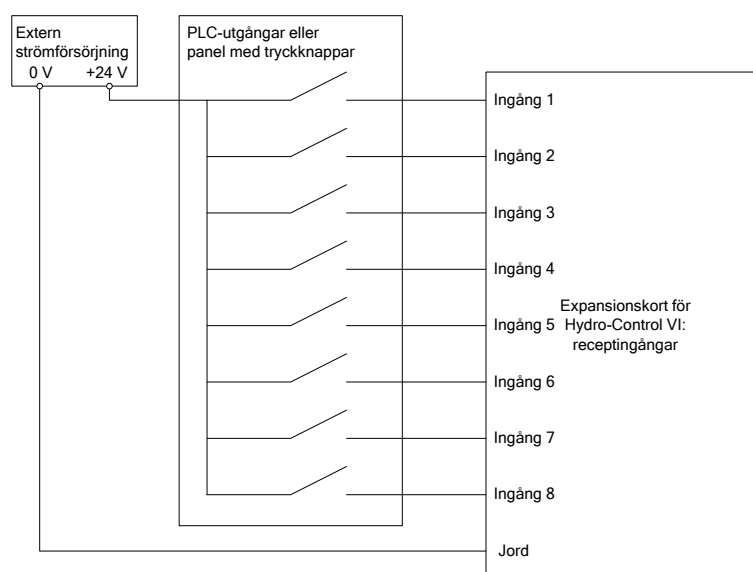 Extern
strömförsörjning
0 V +24 V
PLC-utgångar eller
panel med tryckknappar
Ingång 1
Ingång 2
Ingång 3
Ingång 4
Ingång 5
Ingång 6
Ingång 7
Ingång 8
Jord
Expansionskort för
Hydro-Control VI:
receptingångar